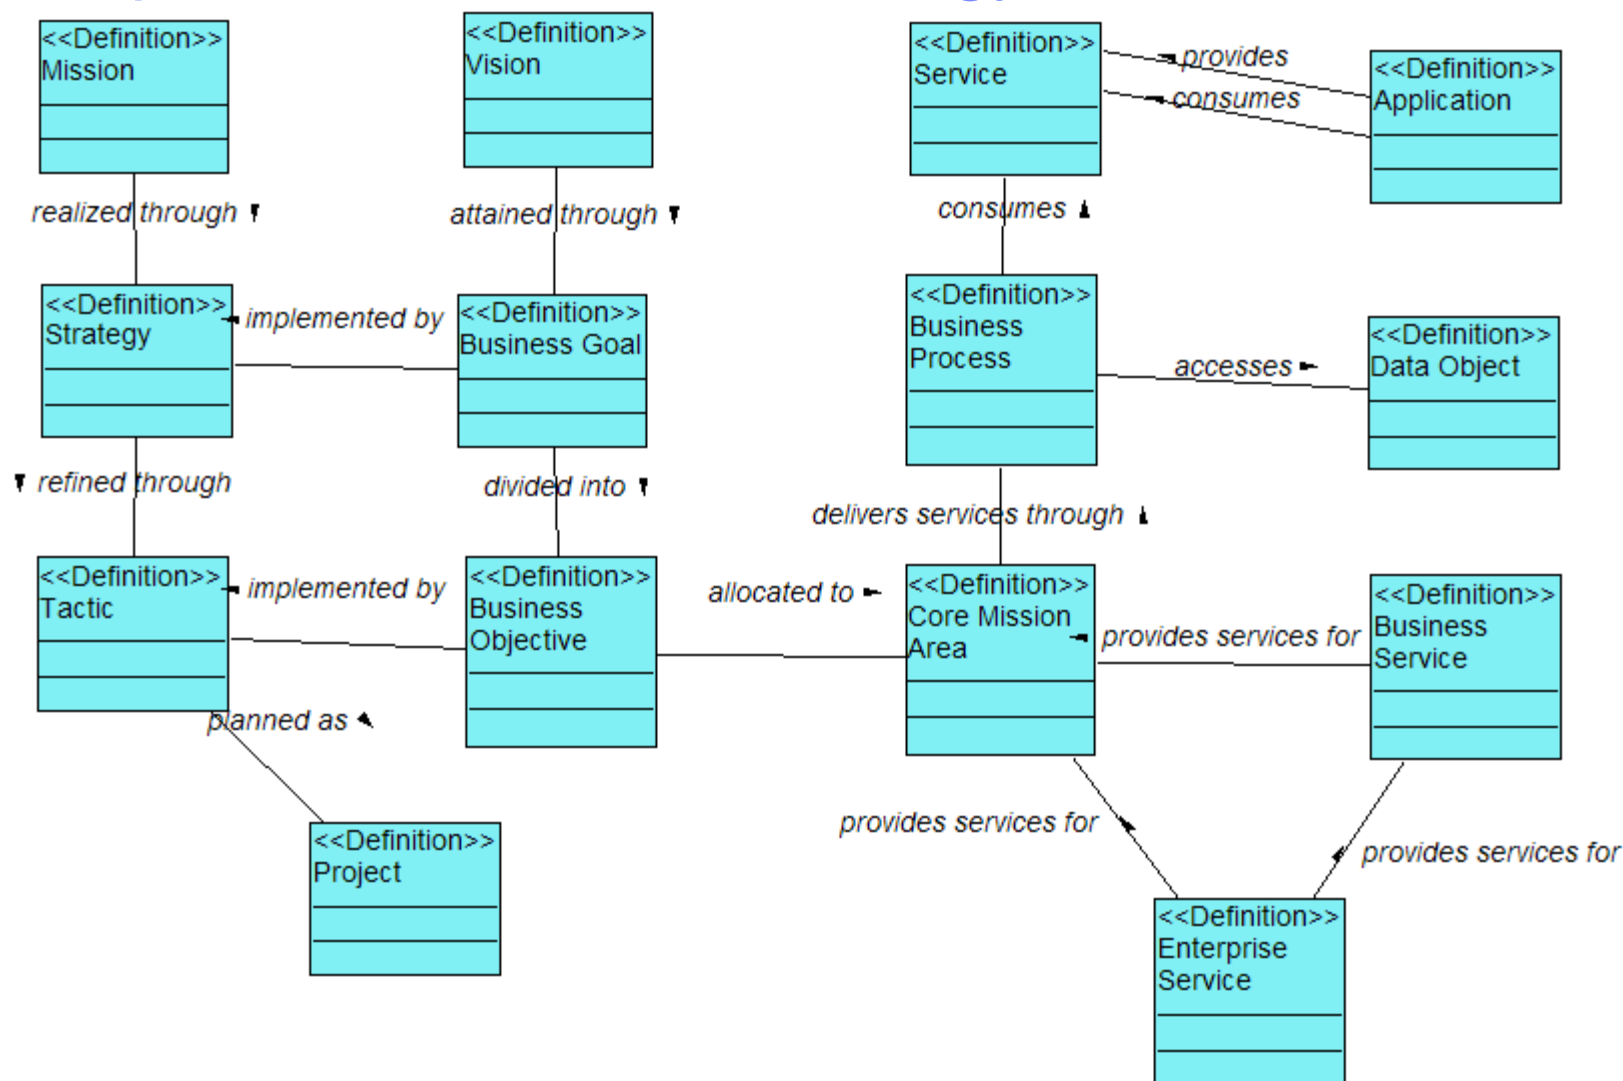 <<Definition>>
Mission
<<Definition>>
Vision
<<Definition>>
Service
provides
consumes
<<Definition>>
Application
realized through
attained through
consumes
<<Definition>>
Strategy
implemented by
<<Definition>>
Business Goal
<<Definition>>
Business
Process
accesses
<<Definition>>
Data Object
refined through
divided into
delivers services through
<<Definition>>
Tactic
implemented by
<<Definition>>
Business
Objective
allocated to
<<Definition>>
Core Mission
Area
provides services for
<<Definition>>
Business
Service
planned as
<<Definition>>
Project
provides services for
provides services for
<<Definition>>
Enterprise
Service